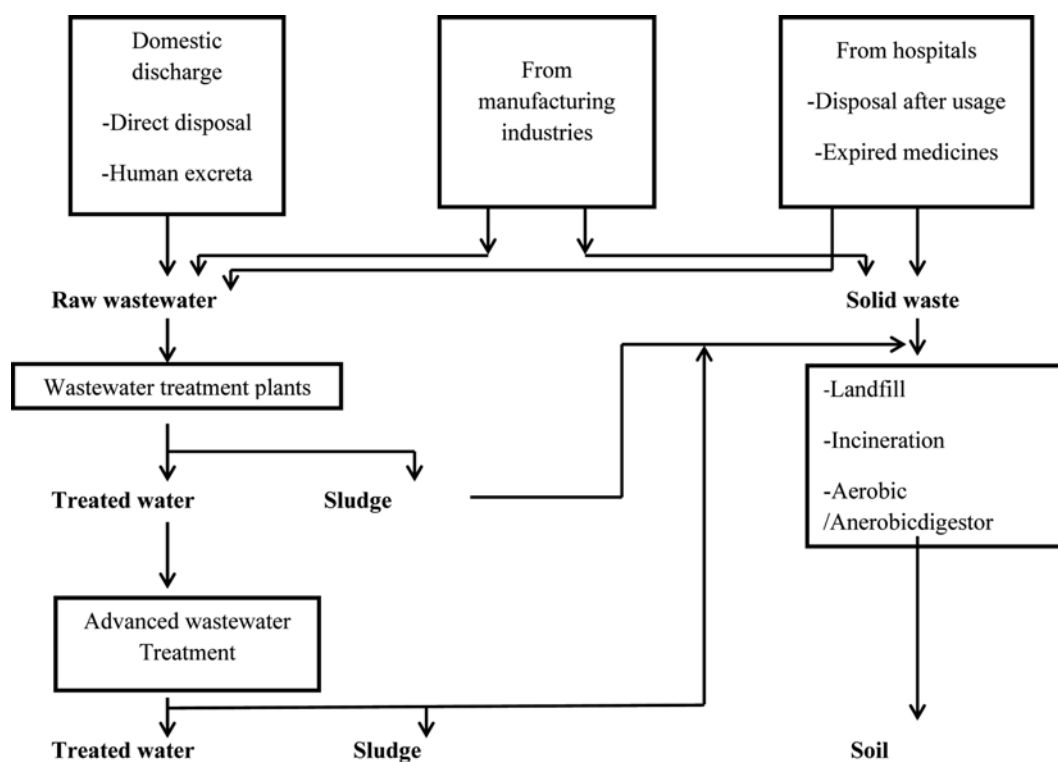 Domestic
discharge
-Direct disposal
-Human excreta
From
manufacturing
industries
From hospitals
-Disposal after usage
-Expired medicines
Raw wastewater
Solid waste
Wastewater treatment plants
-Landfill
-Incineration
-Aerobic
/Anerobicdigestor
Treated water
Sludge
Advanced wastewater
Treatment
Treated water
Sludge
Soil